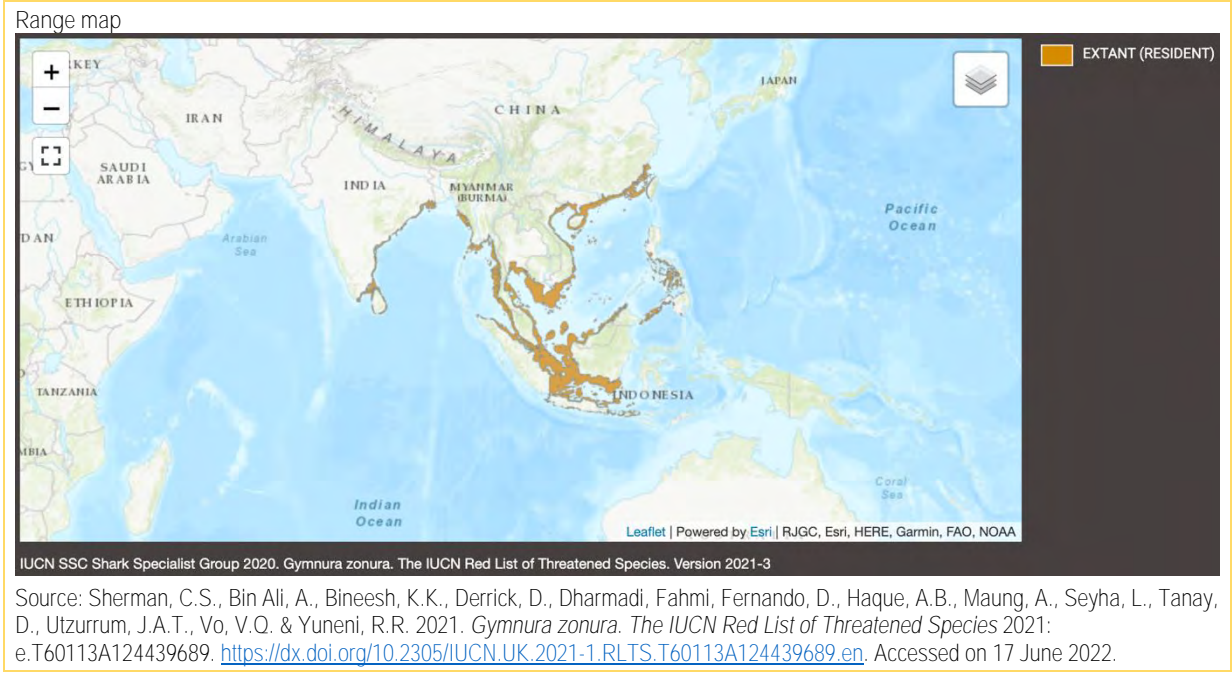 Range map
+
−
KEY
IRAN
CHINA
JAPAN
HIMALAYA
SAUDI
ARABIA
INDIA
MYANMAR
(BURMA)
Pacific
Ocean
DAN
Arabian
Sea
ETHIOPIA
TANZANIA
INDONESIA
MBIA
Coral
Sea
Indian
Ocean
Leaflet | Powered by Esri | RJGC, Esri, HERE, Garmin, FAO, NOAA
EXTANT (RESIDENT)
IUCN SSC Shark Specialist Group 2020. Gymnura zonura. The IUCN Red List of Threatened Species. Version 2021-3
Source: Sherman, C.S., Bin Ali, A., Bineesh, K.K., Derrick, D., Dharmadi, Fahmi, Fernando, D., Haque, A.B., Maung, A., Seyha, L., Tanay,
D., Utzurrum, J.A.T., Vo, V.Q. & Yuneni, R.R. 2021. Gymnura zonura. The IUCN Red List of Threatened Species 2021:
e.T60113A124439689. https://dx.doi.org/10.2305/IUCN.UK.2021-1.RLTS.T60113A124439689.en. Accessed on 17 June 2022.